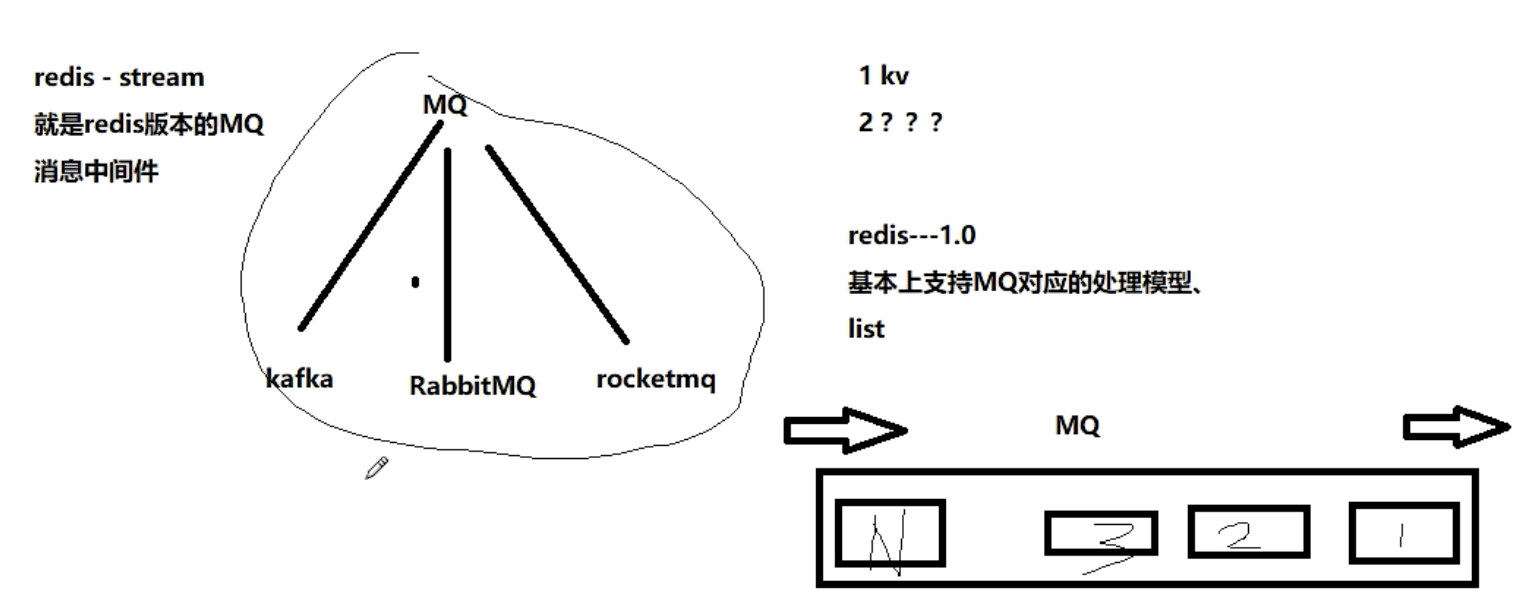 redis - stream
就是redis版本的MQ
消息中间件
MQ
kafka
RabbitMQ
rocketmq
1 kv
2？？？
redis---1.0
基本上支持MQ对应的处理模型、
list
MQ
N 3 2 1